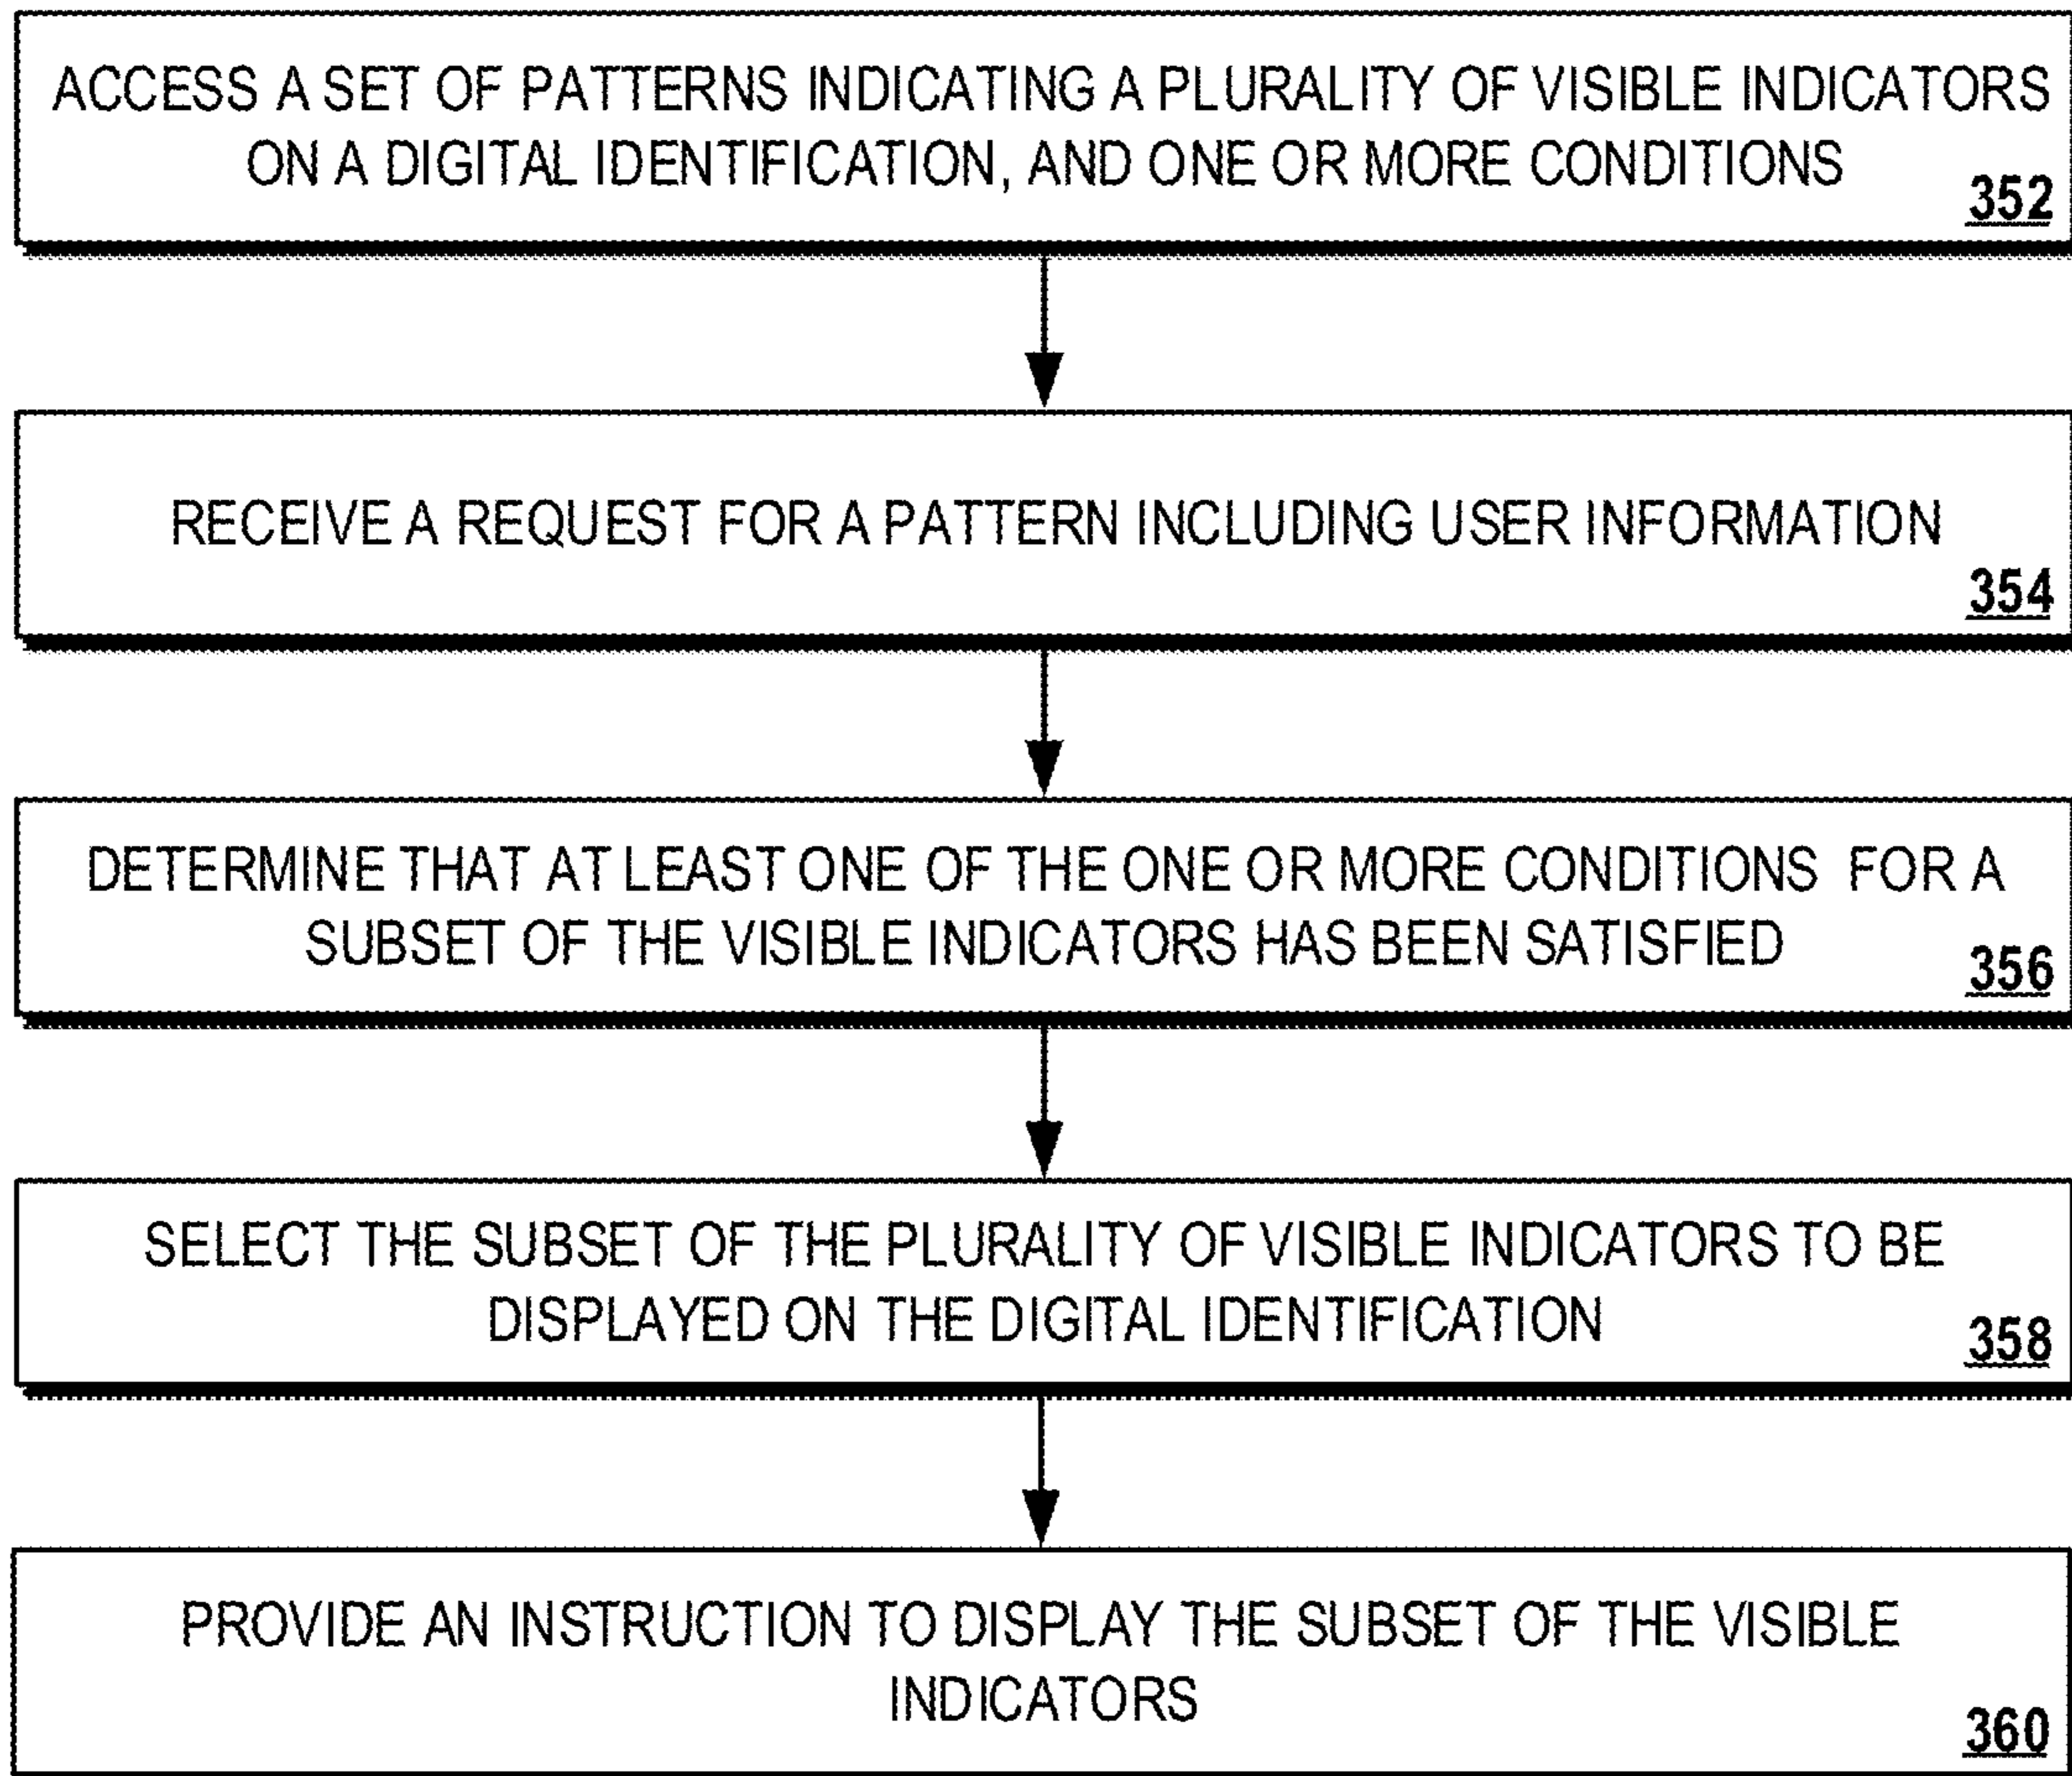 ACCESS A SET OF PATTERNS INDICATING A PLURALITY OF VISIBLE INDICATORS
ON A DIGITAL IDENTIFICATION, AND ONE OR MORE CONDITIONS
352
RECEIVE A REQUEST FOR A PATTERN INCLUDING USER INFORMATION
354
DETERMINE THAT AT LEAST ONE OF THE ONE OR MORE CONDITIONS FOR A
SUBSET OF THE VISIBLE INDICATORS HAS BEEN SATISFIED
356
SELECT THE SUBSET OF THE PLURALITY OF VISIBLE INDICATORS TO BE
DISPLAYED ON THE DIGITAL IDENTIFICATION
358
PROVIDE AN INSTRUCTION TO DISPLAY THE SUBSET OF THE VISIBLE
INDICATORS
360